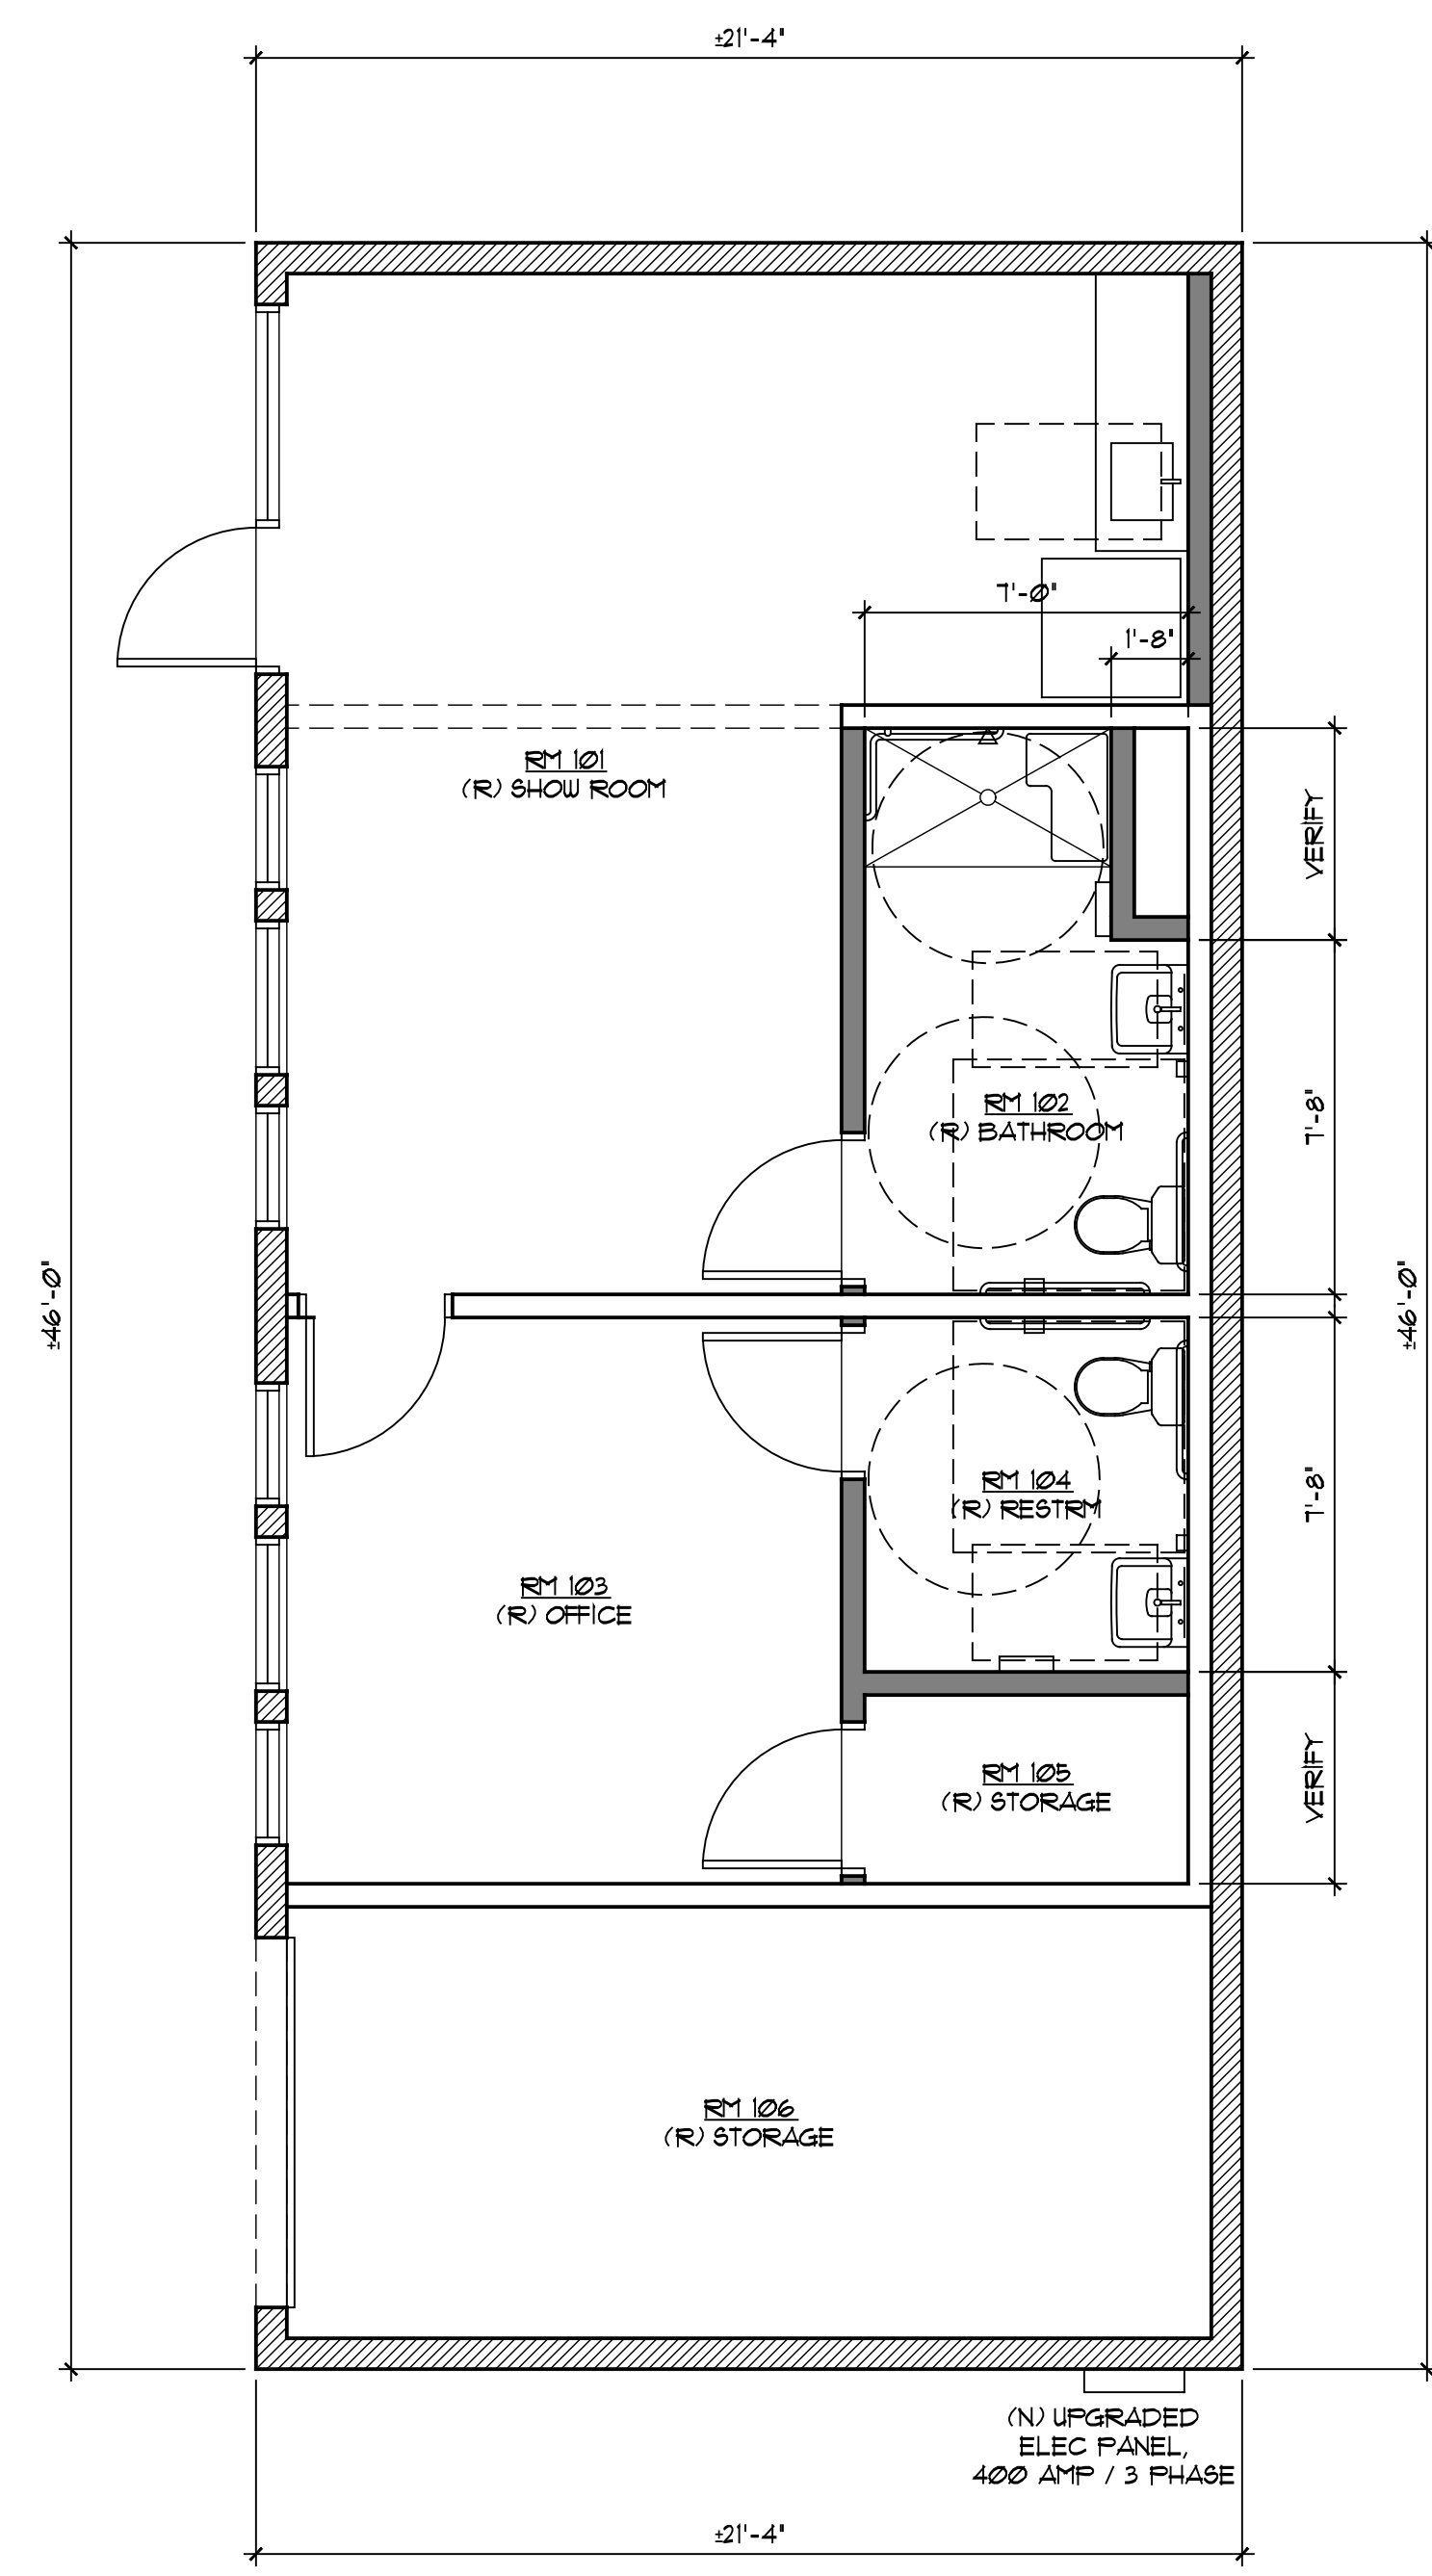 ±21'-4"
7'-0"
1'-8"
RM 101
(R) SHOW ROOM
VERIFY
RM 102
(R) BATHROOM
7'-8"
±46'-0"
±46'-0"
RM 104
(R) RESTRM
7'-8"
RM 103
(R) OFFICE
RM 105
(R) STORAGE
VERIFY
RM 106
(R) STORAGE
(N) UPGRADED
ELEC PANEL,
400 AMP / 3 PHASE
±21'-4"